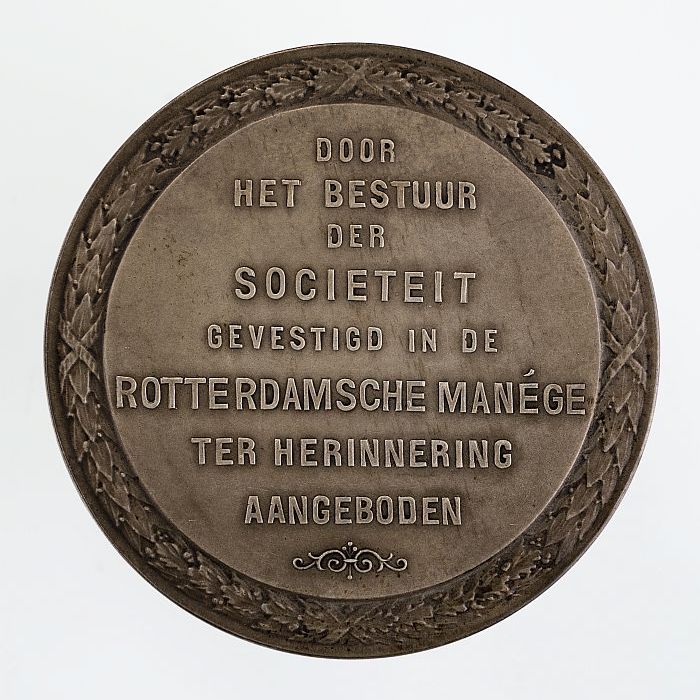 DOOR
HET BESTUUR
DER
SOCIETEIT
GEVESTIGD IN DE
ROTTERDAMSCHE MANÉGE
TER HERINNERING
AANGEBODEN